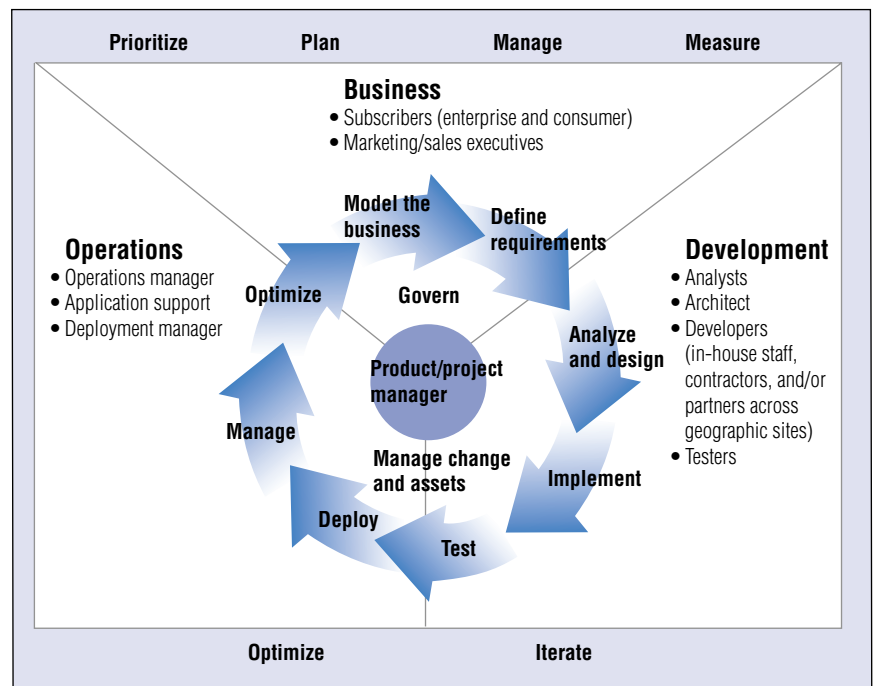 Prioritize Plan Manage Measure
Business
• Subscribers (enterprise and consumer)
• Marketing/sales executives
Model the
business
Define
requirements
Operations
• Operations manager
• Application support
• Deployment manager
Development
• Analysts
• Architect
• Developers
(in-house staff,
contractors, and/or
partners across
geographic sites)
• Testers
Optimize
Govern
Analyze
and design
Product/project
manager
Manage
Manage change
and assets
Implement
Deploy
Test
Optimize Iterate